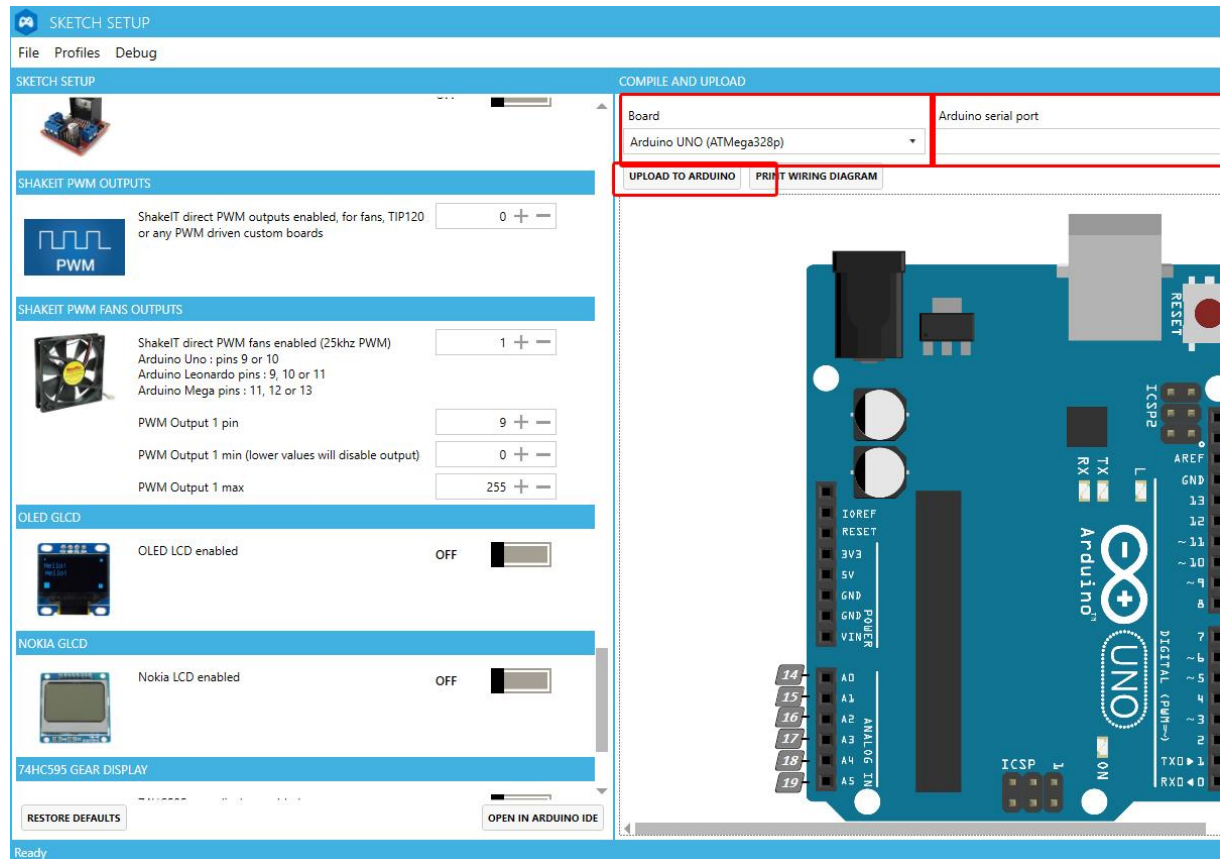 SKETCH SETUP
File Profiles Debug
SKETCH SETUP
SHAKEIT PWM OUTPUTS
ShakeIT direct PWM outputs enabled, for fans, TIP120
or any PWM driven custom boards
0
PWM
SHAKEIT PWM FANS OUTPUTS
ShakeIT direct PWM fans enabled (25khz PWM)
1
Arduino Uno : pins 9 or 10
Arduino Leonardo pins : 9, 10 or 11
Arduino Mega pins : 11, 12 or 13
PWM Output 1 pin
9
PWM Output 1 min (lower values will disable output)
0
PWM Output 1 max
255
OLED GLCD
OLED LCD enabled
OFF
NOKIA GLCD
Nokia LCD enabled
OFF
74HC595 GEAR DISPLAY
RESTORE DEFAULTS
OPEN IN ARDUINO IDE
Ready
COMPILE AND UPLOAD
Board
Arduino serial port
Arduino UNO (ATMega328p)
UPLOAD TO ARDUINO
PRINT WIRING DIAGRAM
RESET
ICSP2
AREF
GND
13
12
~11
~10
~9
8
7
~6
~5
4
~3
2
TXD▶1
RXD◀0
DIGITAL (PWM~)
RX
TX
L
Arduino™
UNO
ON
ICSP
1
IOREF
RESET
3V3
5V
GND
GND
VIN
POWER
14
A0
15
A1
16
A2
17
A3
18
A4
19
A5
ANALOG IN